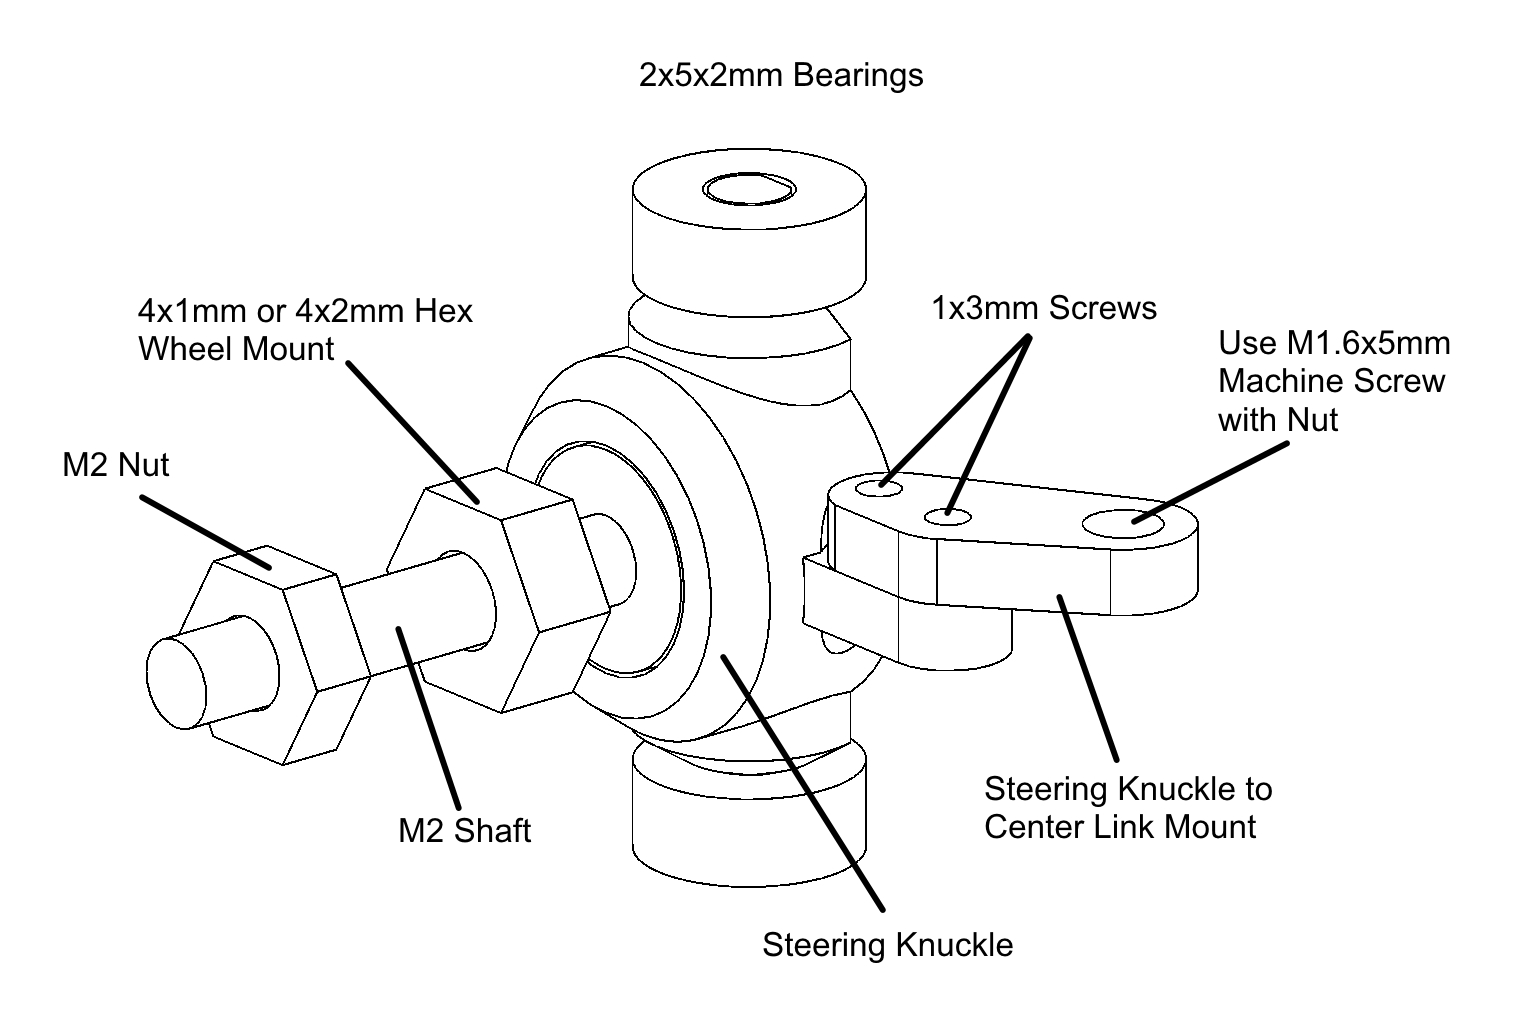 2x5x2mm Bearings
4x1mm or 4x2mm Hex
Wheel Mount
1x3mm Screws
Use M1.6x5mm
Machine Screw
with Nut
M2 Nut
M2 Shaft
Steering Knuckle to
Center Link Mount
Steering Knuckle